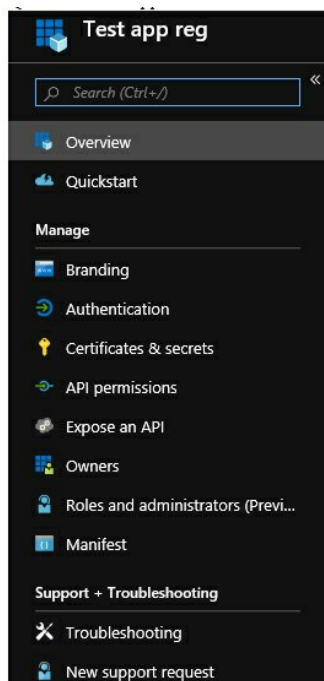 Test app reg
Search (Ctrl+/)
«
Overview
Quickstart
Manage
Branding
Authentication
Certificates & secrets
API permissions
Expose an API
Owners
Roles and administrators (Previ...
Manifest
Support + Troubleshooting
Troubleshooting
New support request